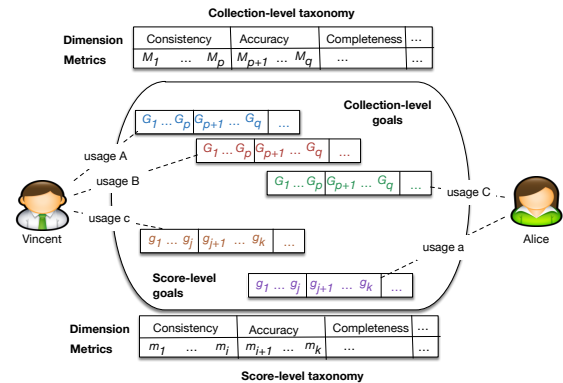 Collection-level taxonomy
Dimension Consistency Accuracy Completeness ...
Metrics M1 ... Mp Mp+1 ... Mq ... ...
Collection-level
goals
G1 ... Gp Gp+1 ... Gq ...
usage A
G1 ... Gp Gp+1 ... Gq ...
usage B
G1 ... Gp Gp+1 ... Gq ...
usage C
usage c
Vincent
Alice
g1 ... gj gj+1 ... gk ...
usage a
Score-level
goals
g1 ... gj gj+1 ... gk ...
Dimension Consistency Accuracy Completeness ...
Metrics m1 ... mi mi+1 ... mk ... ...
Score-level taxonomy